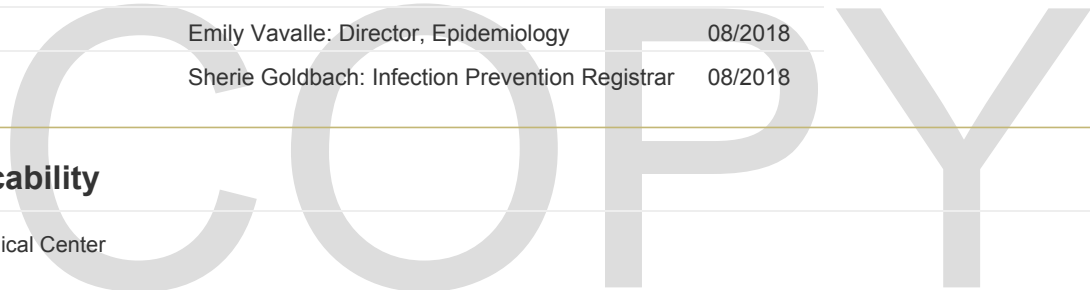 Emily Vavalle: Director, Epidemiology 08/2018
Sherie Goldbach: Infection Prevention Registrar 08/2018
cability
ical Center
COPY